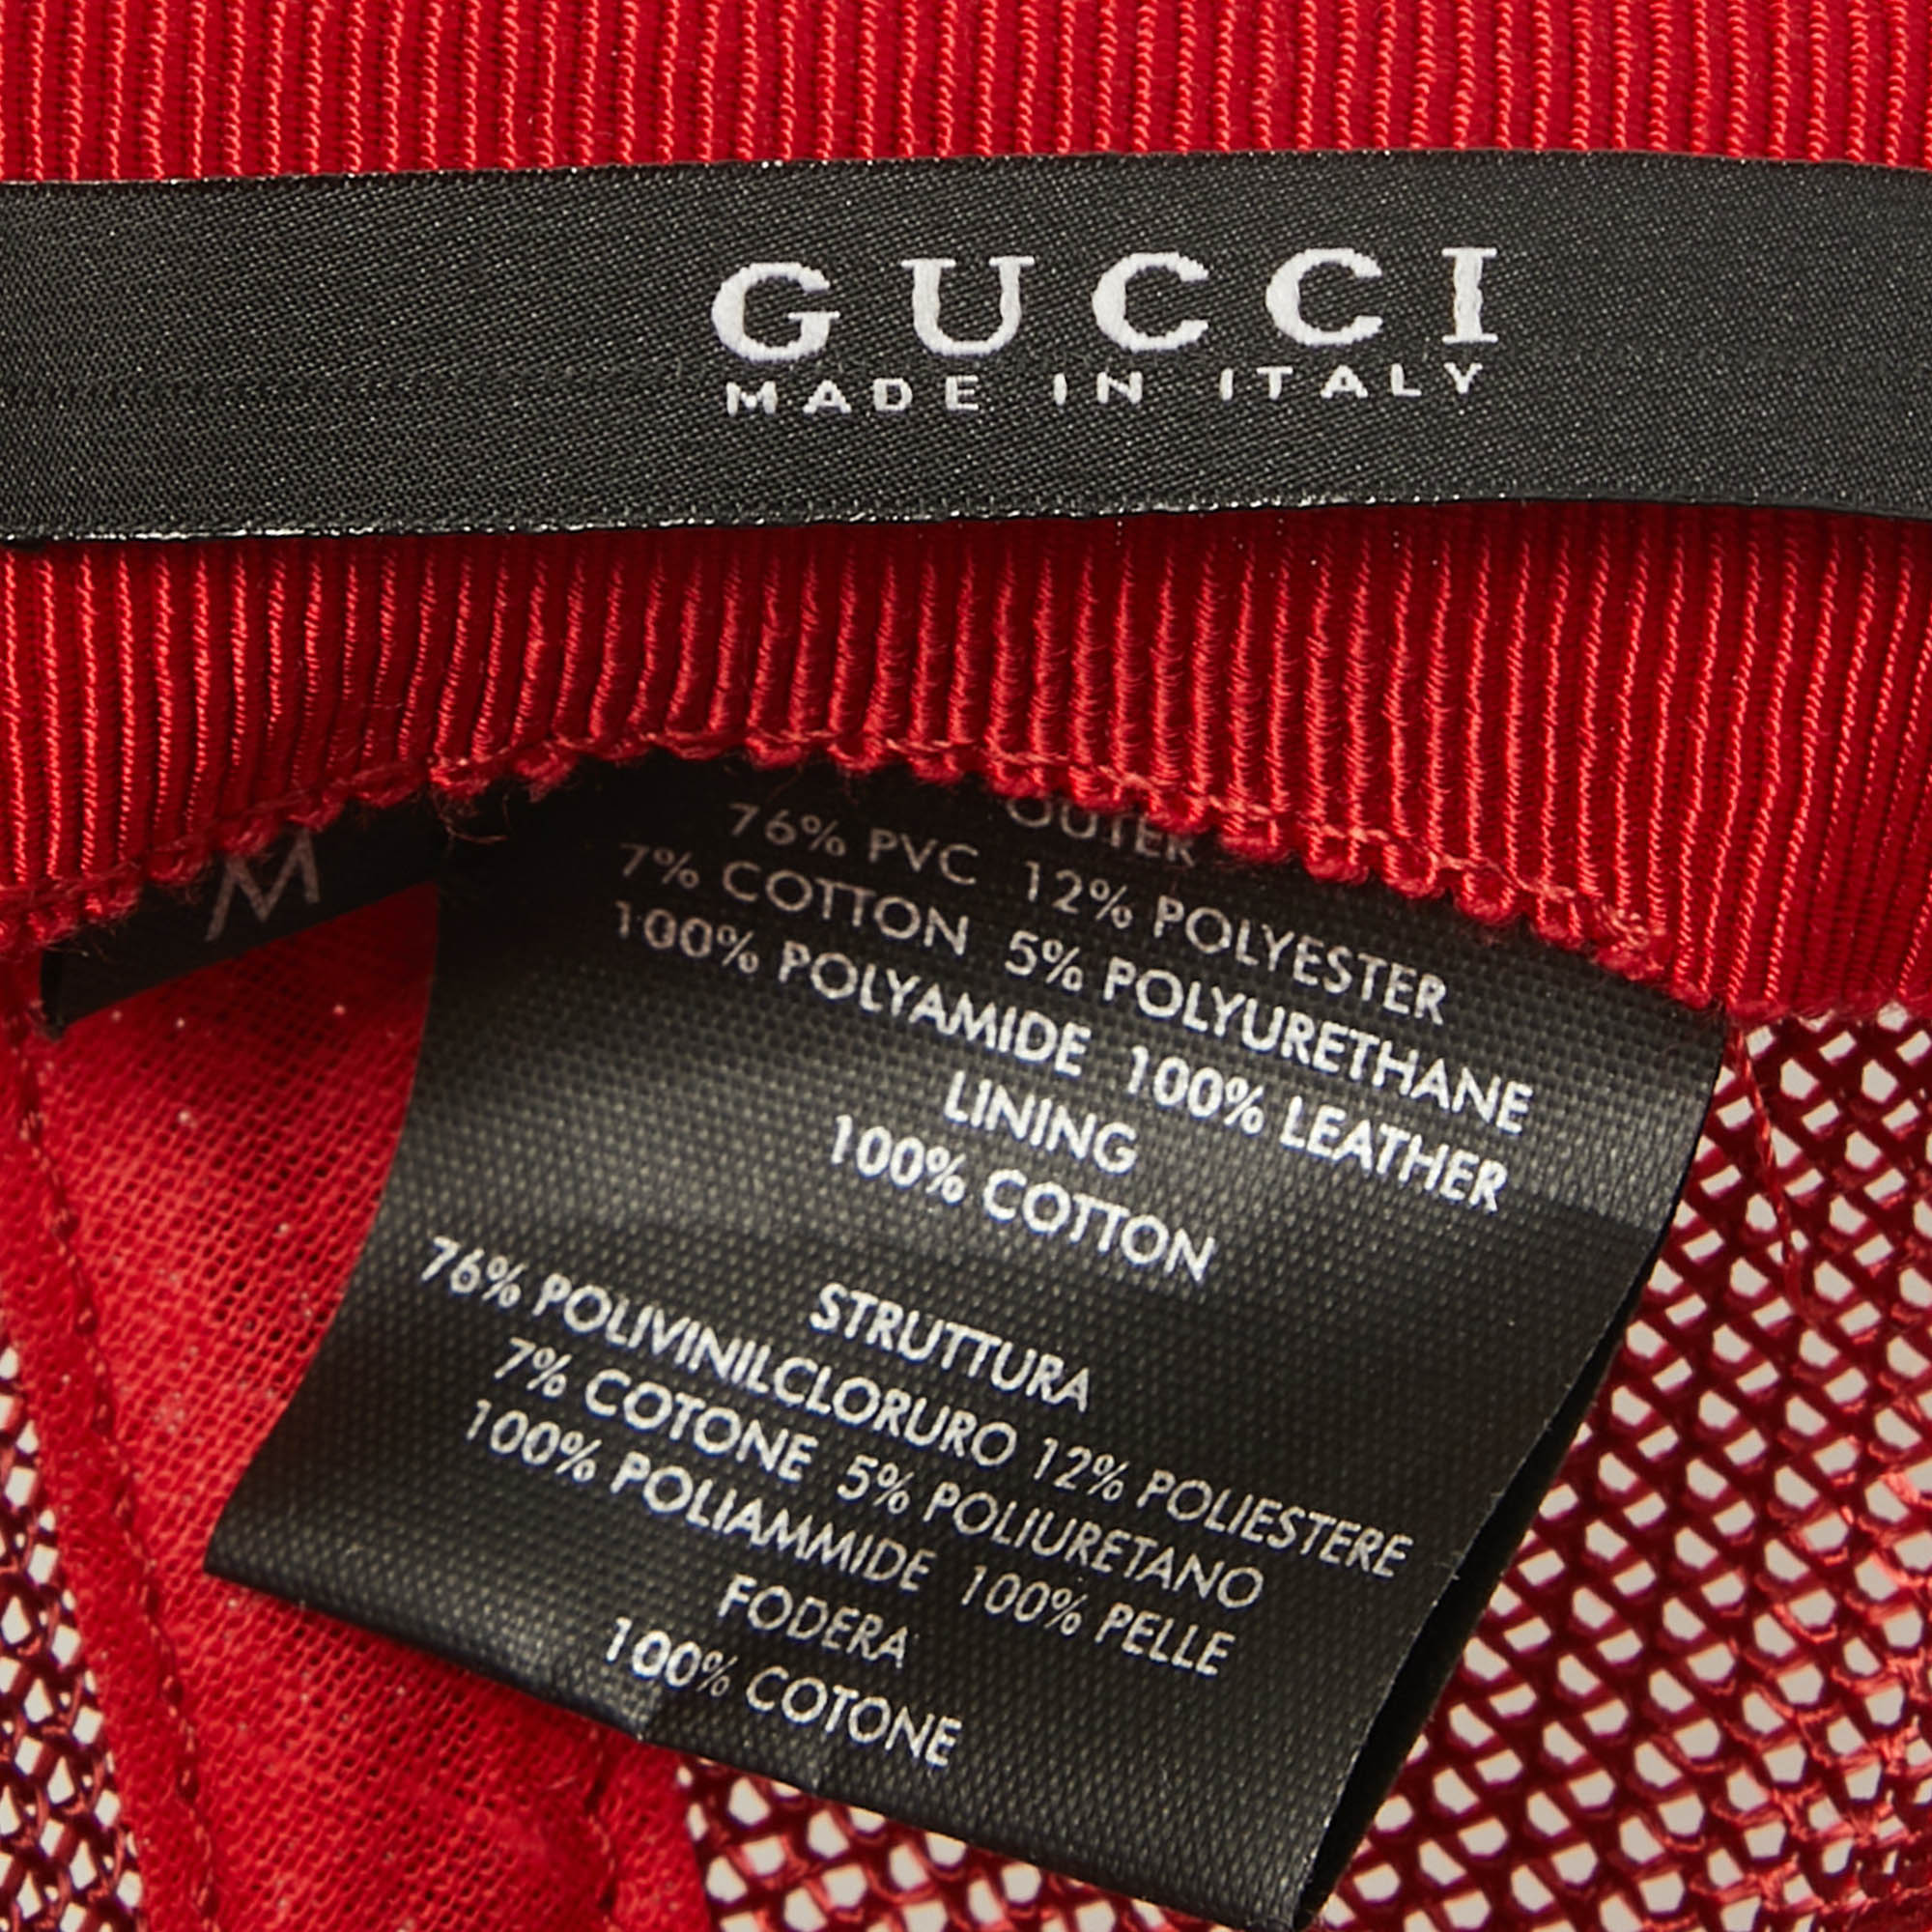 GUCCI
MADE IN ITALY
M
OUTER
76% PVC 12% POLYESTER
7% COTTON 5% POLYURETHANE
100% POLYAMIDE 100% LEATHER
LINING
100% COTTON
STRUTTURA
76% POLIVINILCLORURO 12% POLIESTERE
7% COTONE 5% POLIURETANO
100% POLIAMMIDE 100% PELLE
FODERA
100% COTONE